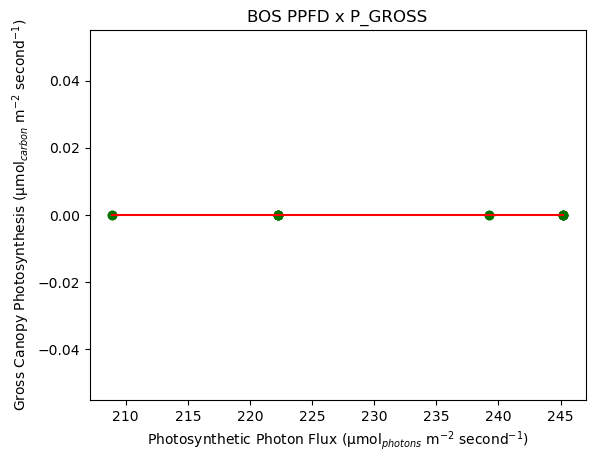 BOS PPFD x P_GROSS
Gross Canopy Photosynthesis (μmol_carbon m⁻² second⁻¹)
0.04
0.02
0.00
−0.02
−0.04
210 215 220 225 230 235 240 245
Photosynthetic Photon Flux (μmol_photons m⁻² second⁻¹)